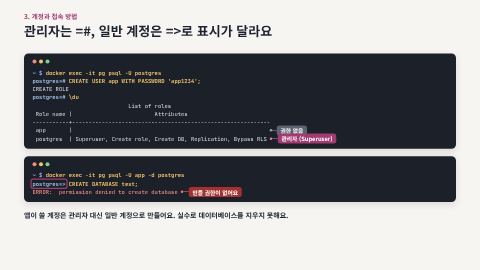 3. 계정과 접속 방법
관리자는 =#, 일반 계정은 =>로 표시가 달라요
~ $ docker exec -it pg psql -U postgres
postgres=# CREATE USER app WITH PASSWORD 'app1234';
CREATE ROLE
postgres=# \du
List of roles
Role name | Attributes
-----------+------------------------------------------------------------
app | 권한 없음
postgres | Superuser, Create role, Create DB, Replication, Bypass RLS 관리자 (Superuser)
~ $ docker exec -it pg psql -U app -d postgres
postgres=> CREATE DATABASE test;
ERROR:  permission denied to create database 만들 권한이 없어요
앱이 쓸 계정은 관리자 대신 일반 계정으로 만들어요. 실수로 데이터베이스를 지우지 못해요.